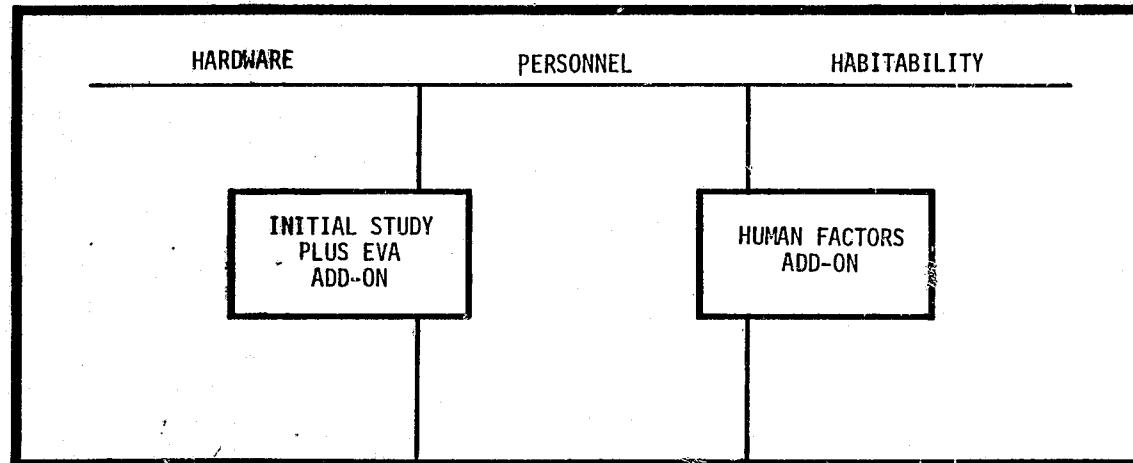 HARDWARE PERSONNEL HABITABILITY
INITIAL STUDY
PLUS EVA
ADD-ON
HUMAN FACTORS
ADD-ON